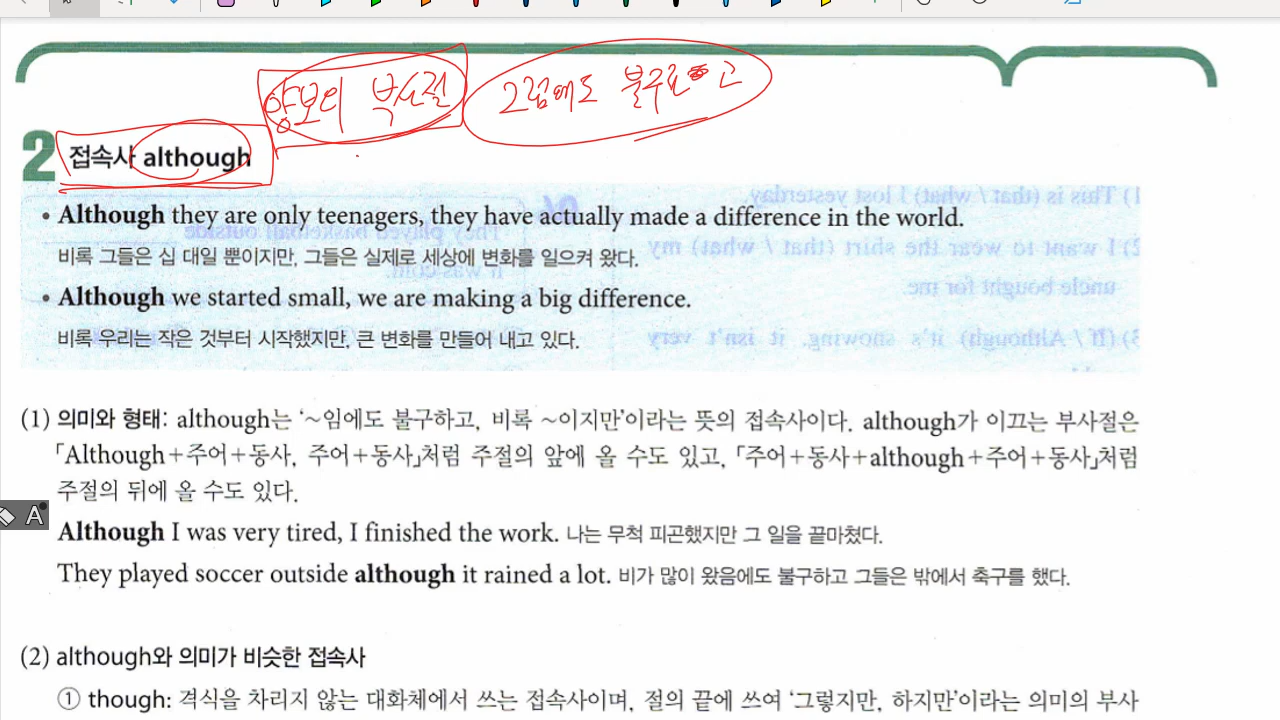 양보의 부사절 그럼에도 불구하고
2 접속사 although
• Although they are only teenagers, they have actually made a difference in the world.
비록 그들은 십 대일 뿐이지만, 그들은 실제로 세상에 변화를 일으켜 왔다.
• Although we started small, we are making a big difference.
비록 우리는 작은 것부터 시작했지만, 큰 변화를 만들어 내고 있다.
(1) 의미와 형태: although는 ‘~임에도 불구하고, 비록 ~이지만’이라는 뜻의 접속사이다. although가 이끄는 부사절은
「Although+주어+동사, 주어+동사」처럼 주절의 앞에 올 수도 있고, 「주어+동사+although+주어+동사」처럼
주절의 뒤에 올 수도 있다.
Although I was very tired, I finished the work. 나는 무척 피곤했지만 그 일을 끝마쳤다.
They played soccer outside although it rained a lot. 비가 많이 왔음에도 불구하고 그들은 밖에서 축구를 했다.
(2) although와 의미가 비슷한 접속사
① though: 격식을 차리지 않는 대화체에서 쓰는 접속사이며, 절의 끝에 쓰여 ‘그렇지만, 하지만’이라는 의미의 부사